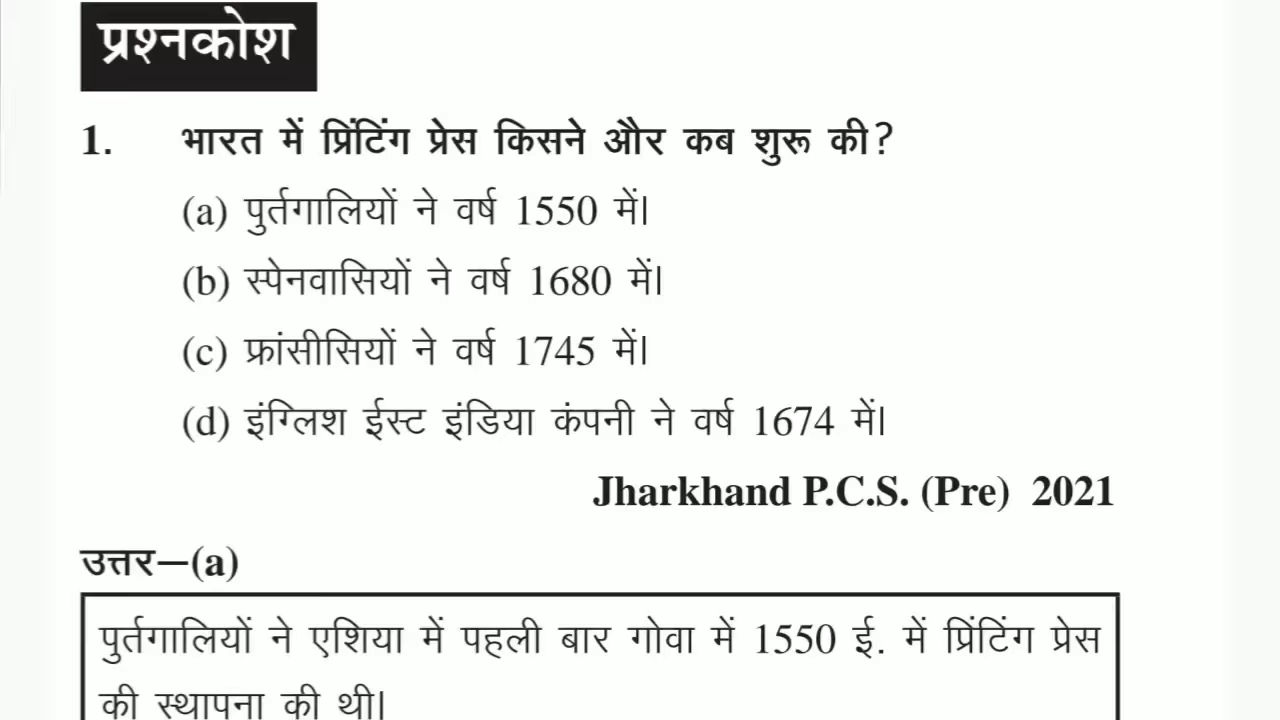 प्रश्नकोश
1. भारत में प्रिंटिंग प्रेस किसने और कब शुरू की?
(a) पुर्तगालियों ने वर्ष 1550 में।
(b) स्पेनवासियों ने वर्ष 1680 में।
(c) फ्रांसीसियों ने वर्ष 1745 में।
(d) इंग्लिश ईस्ट इंडिया कंपनी ने वर्ष 1674 में।
Jharkhand P.C.S. (Pre) 2021
उत्तर—(a)
पुर्तगालियों ने एशिया में पहली बार गोवा में 1550 ई. में प्रिंटिंग प्रेस
की स्थापना की थी।